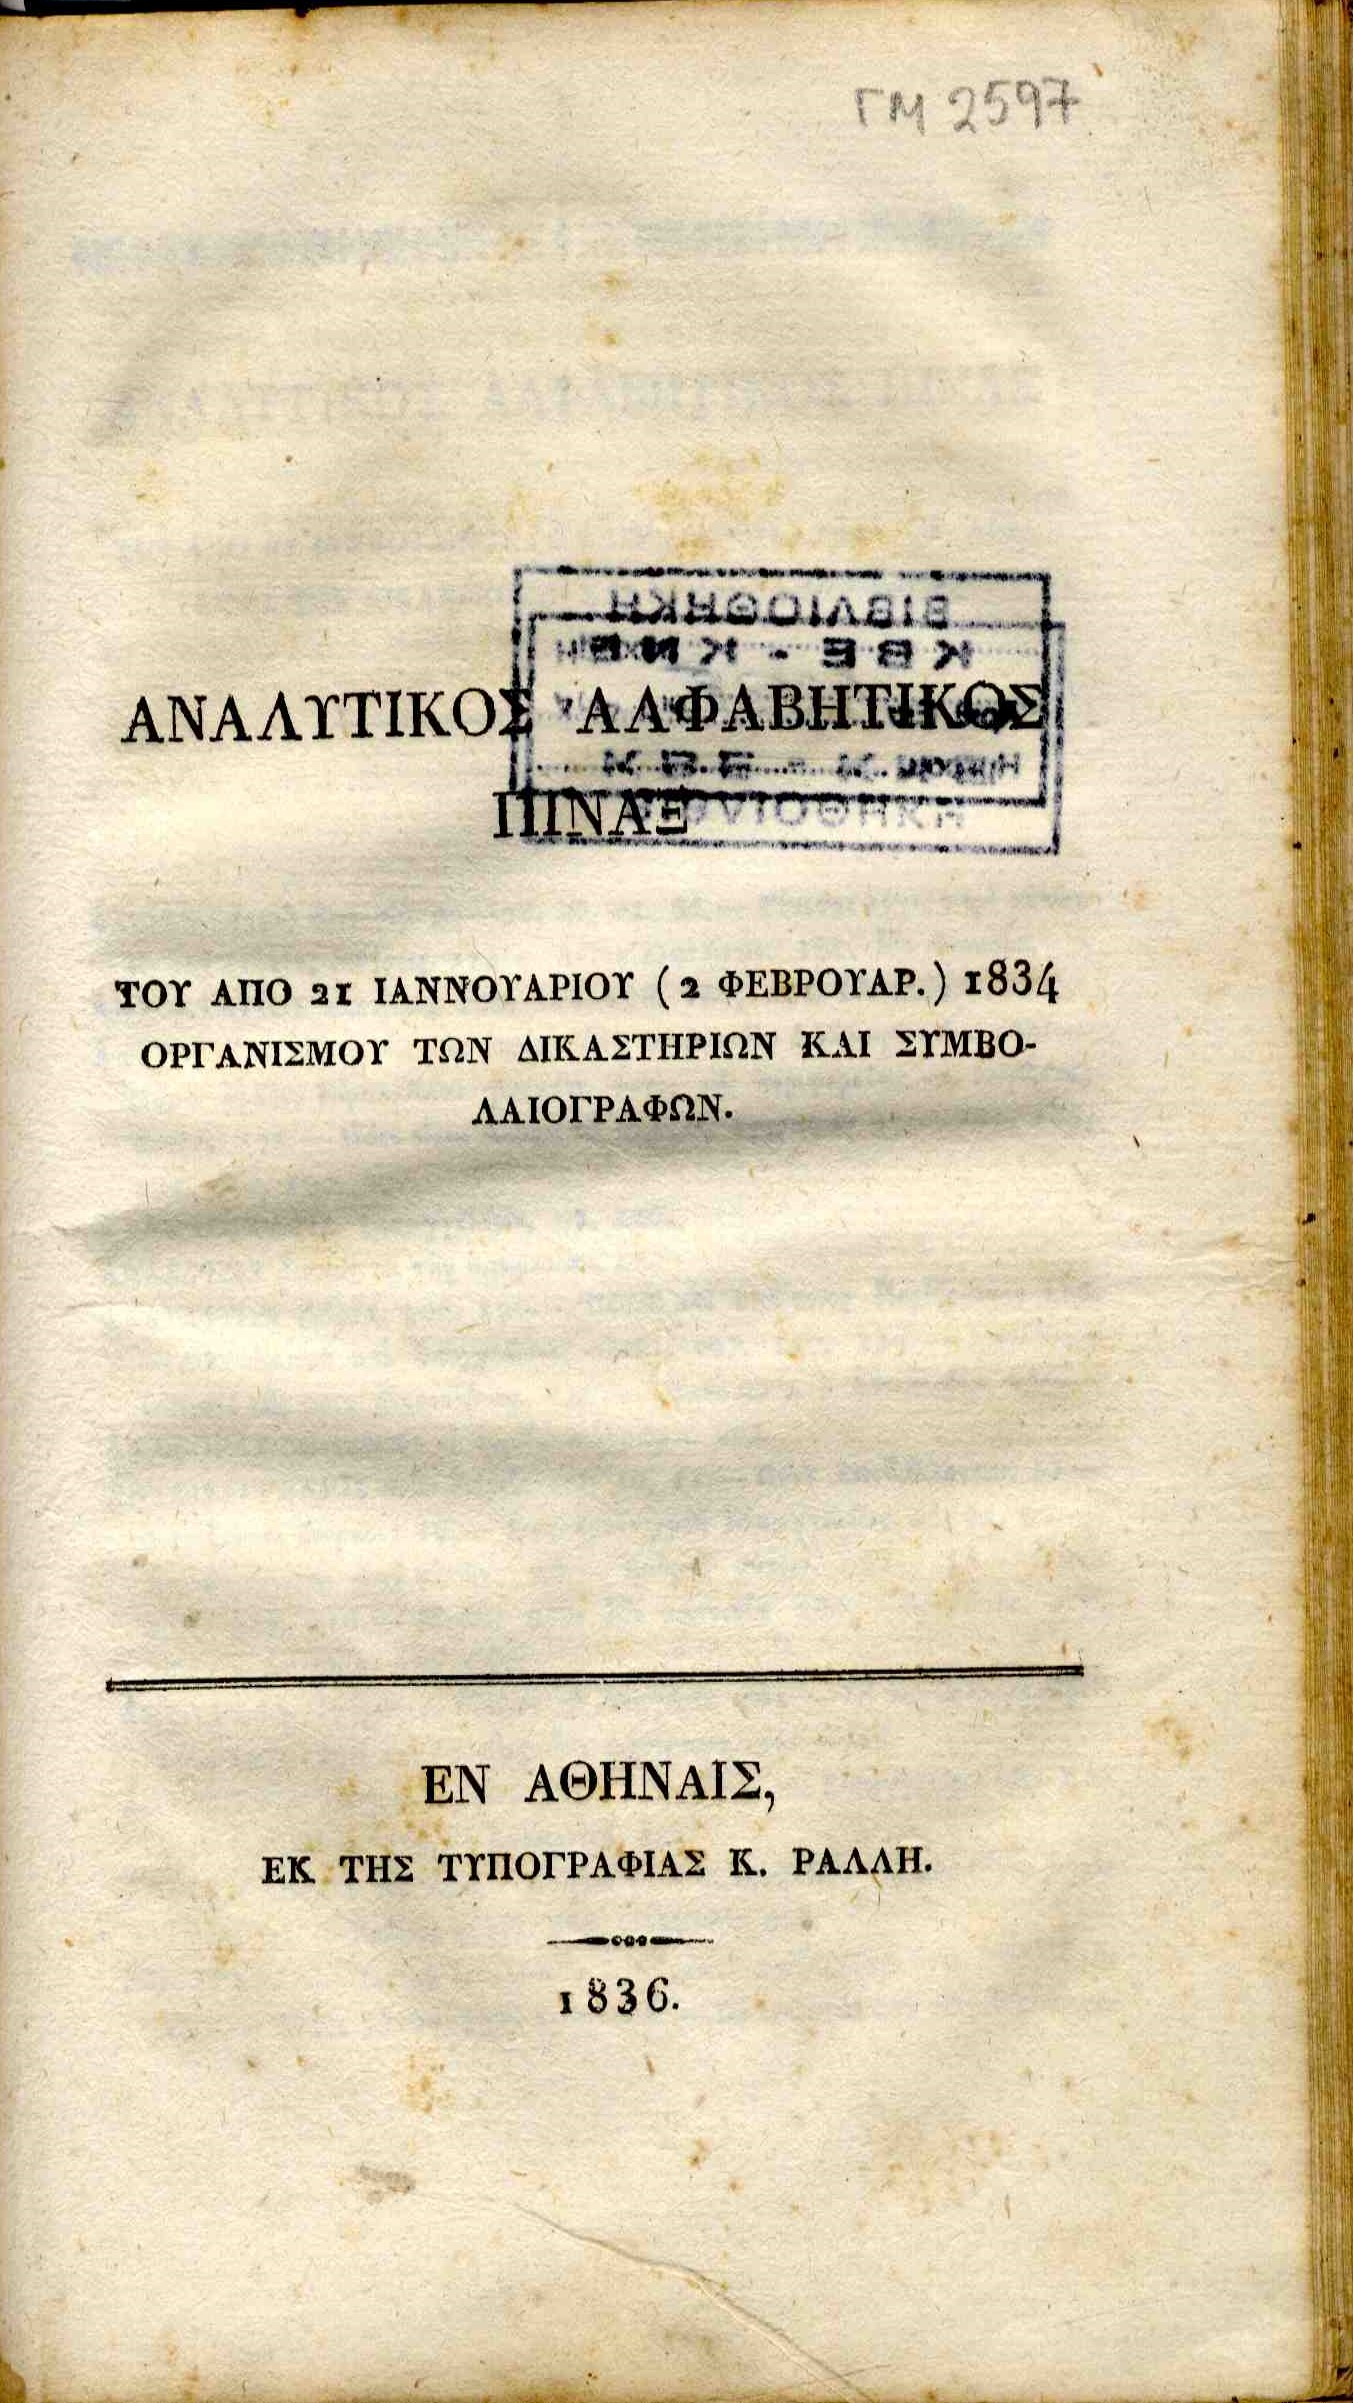 ΓΜ 2597
ΒΙΒΛΙΟΘΗΚΗ
ΑΝΑΛΥΤΙΚΟΣ ΑΛΦΑΒΗΤΙΚΟΣ
ΠΙΝΑΞ
ΤΟΥ ΑΠΟ 21 ΙΑΝΝΟΥΑΡΙΟΥ (2 ΦΕΒΡΟΥΑΡ.) 1834
ΟΡΓΑΝΙΣΜΟΥ ΤΩΝ ΔΙΚΑΣΤΗΡΙΩΝ ΚΑΙ ΣΥΜΒΟ-
ΛΑΙΟΓΡΑΦΩΝ.
ΕΝ ΑΘΗΝΑΙΣ,
ΕΚ ΤΗΣ ΤΥΠΟΓΡΑΦΙΑΣ Κ. ΡΑΛΛΗ.
1836.